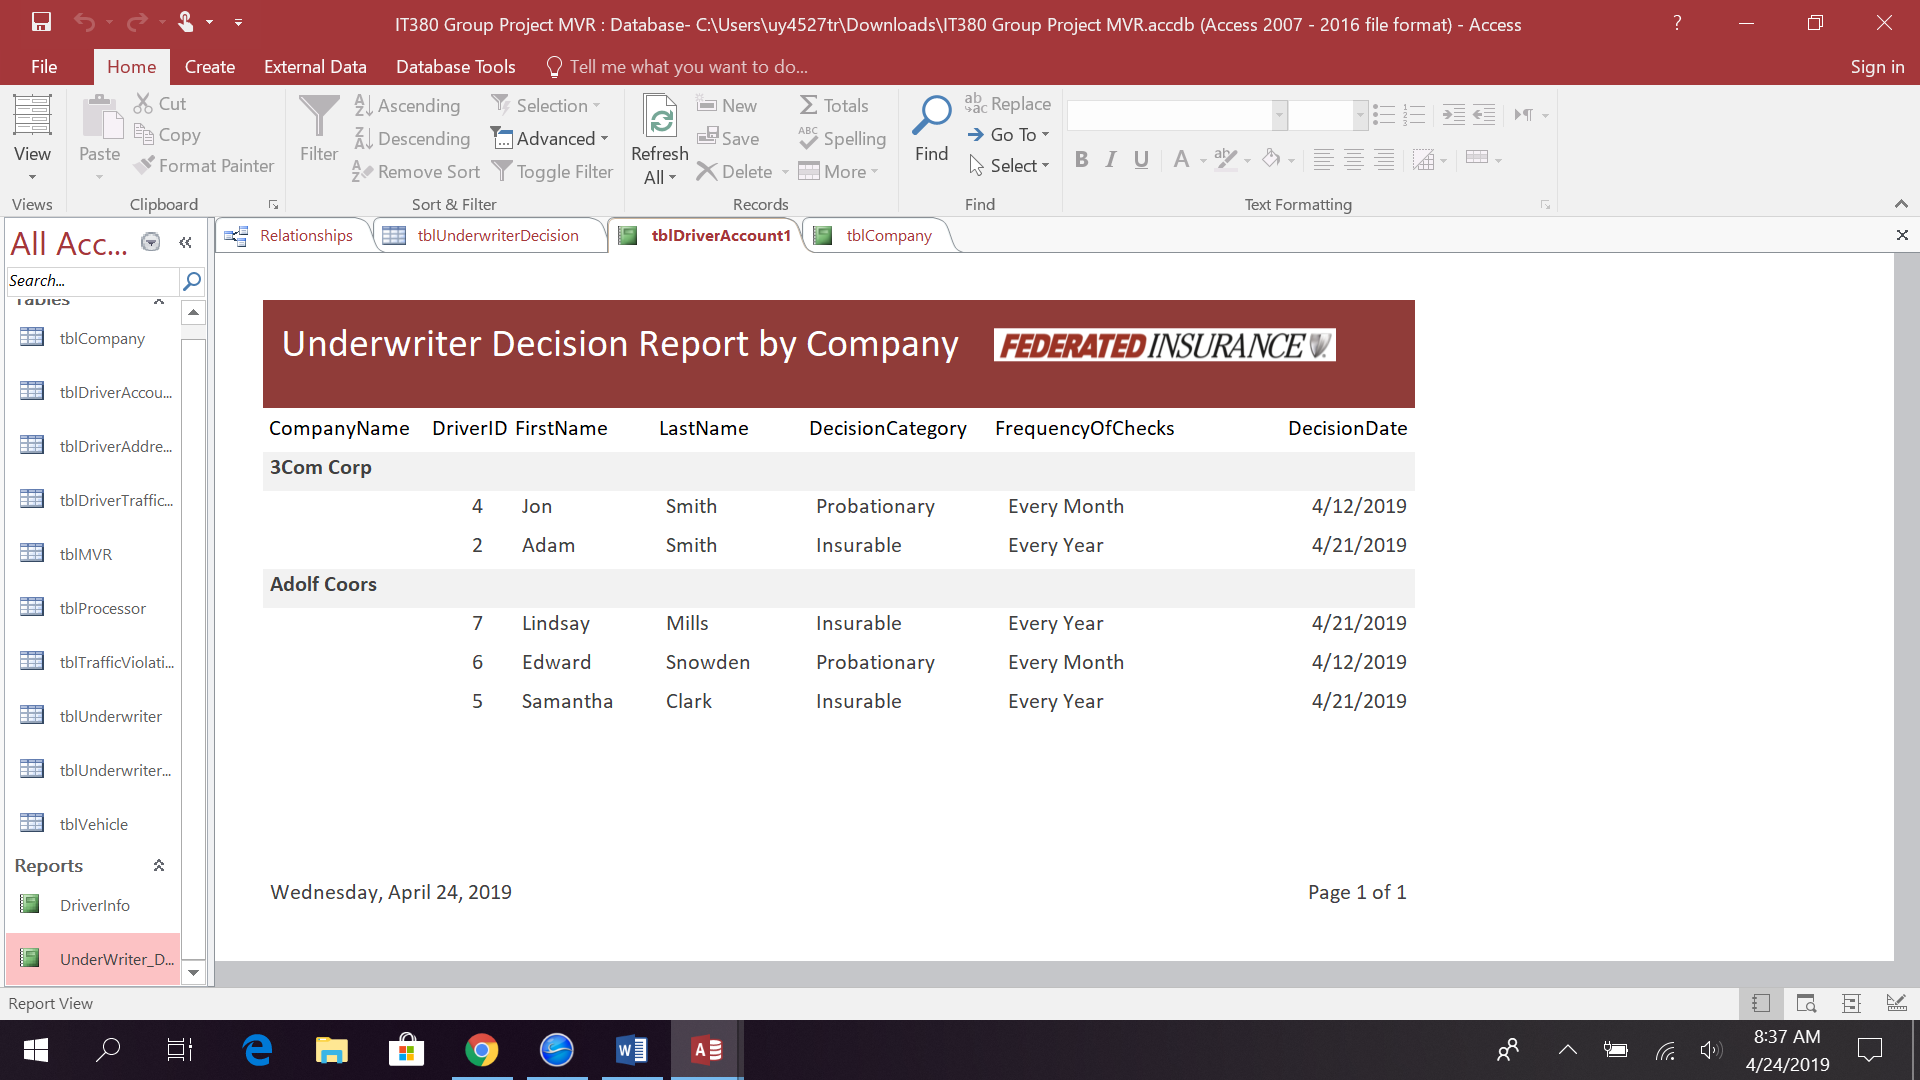 IT380 Group Project MVR : Database- C:\Users\uy4527tr\Downloads\IT380 Group Project MVR.accdb (Access 2007 - 2016 file format) - Access
?
File Home Create External Data Database Tools Tell me what you want to do... Sign in
View
Views
Paste
Cut
Copy
Format Painter
Clipboard
Filter
Ascending
Descending
Remove Sort
Selection
Advanced
Toggle Filter
Sort & Filter
Refresh
All
New
Save
Delete
Totals
Spelling
More
Records
Find
Replace
Go To
Select
Find
B I U A
Text Formatting
All Acc...
Search...
Tables
tblCompany
tblDriverAccou...
tblDriverAddre...
tblDriverTraffic...
tblMVR
tblProcessor
tblTrafficViolati...
tblUnderwriter
tblUnderwriter...
tblVehicle
Reports
DriverInfo
UnderWriter_D...
Relationships tblUnderwriterDecision tblDriverAccount1 tblCompany
Underwriter Decision Report by Company FEDERATED INSURANCE
CompanyName DriverID FirstName LastName DecisionCategory FrequencyOfChecks DecisionDate
3Com Corp
4 Jon Smith Probationary Every Month 4/12/2019
2 Adam Smith Insurable Every Year 4/21/2019
Adolf Coors
7 Lindsay Mills Insurable Every Year 4/21/2019
6 Edward Snowden Probationary Every Month 4/12/2019
5 Samantha Clark Insurable Every Year 4/21/2019
Wednesday, April 24, 2019 Page 1 of 1
Report View
8:37 AM
4/24/2019